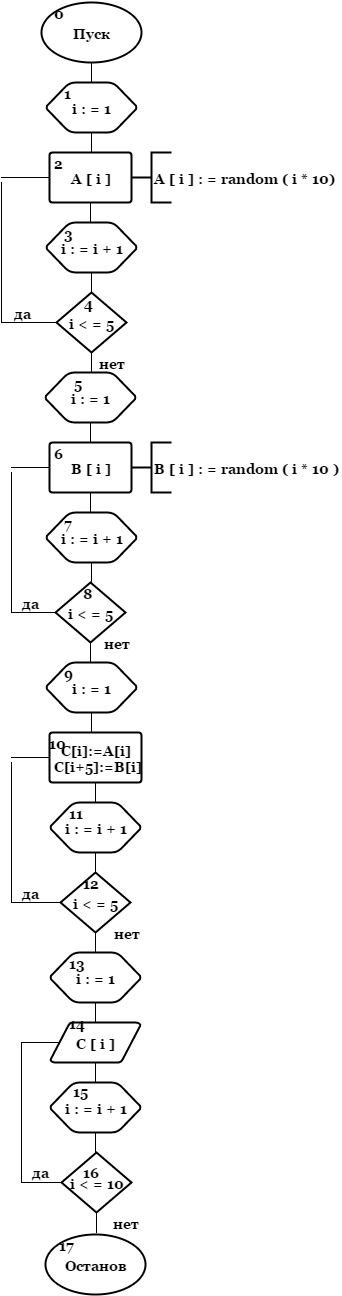 0
Пуск
1
i : = 1
2
A [ i ]
A [ i ] : = random ( i * 10)
3
i : = i + 1
4
i < = 5
да
нет
5
i : = 1
6
B [ i ]
B [ i ] : = random ( i * 10 )
7
i : = i + 1
8
i < = 5
да
нет
9
i : = 1
10
C[i]:=A[i]
C[i+5]:=B[i]
11
i : = i + 1
12
i < = 5
да
нет
13
i : = 1
14
C [ i ]
15
i : = i + 1
16
i < = 10
да
нет
17
Останов